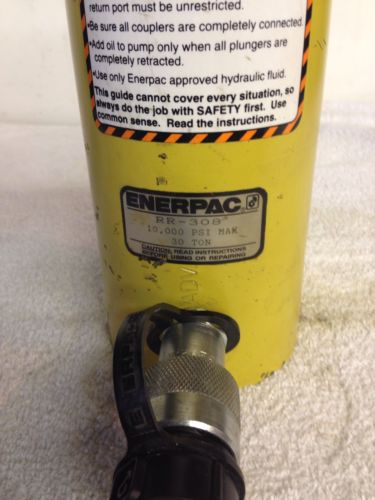 return port must be unrestricted.
•Be sure all couplers are completely connected.
•Add oil to pump only when all plungers are
completely retracted.
•Use only Enerpac approved hydraulic fluid.
This guide cannot cover every situation, so
always do the job with SAFETY first. Use
common sense. Read the instructions.
ENERPAC
RR-308
10,000 PSI MAX
30 TON
CAUTION, READ INSTRUCTIONS
BEFORE USING OR REPAIRING
ADV